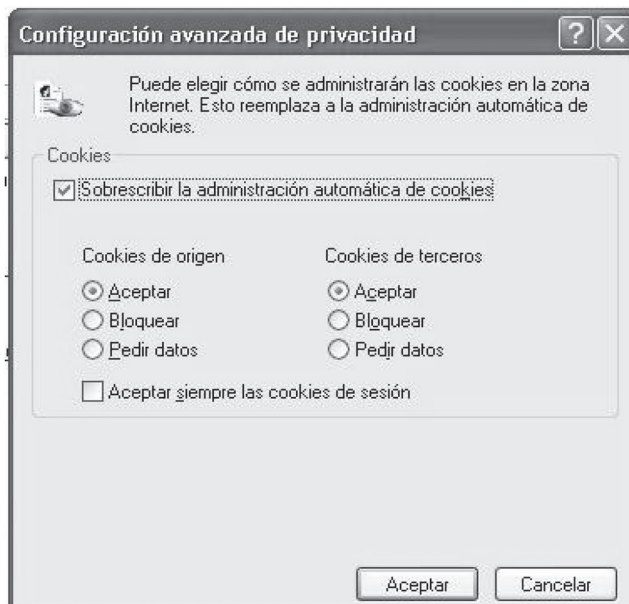 Configuración avanzada de privacidad
Puede elegir cómo se administrarán las cookies en la zona
Internet. Esto reemplaza a la administración automática de
cookies.
Cookies
Sobrescribir la administración automática de cookies
Cookies de origen
Aceptar
Bloquear
Pedir datos
Cookies de terceros
Aceptar
Bloquear
Pedir datos
Aceptar siempre las cookies de sesión
Aceptar
Cancelar